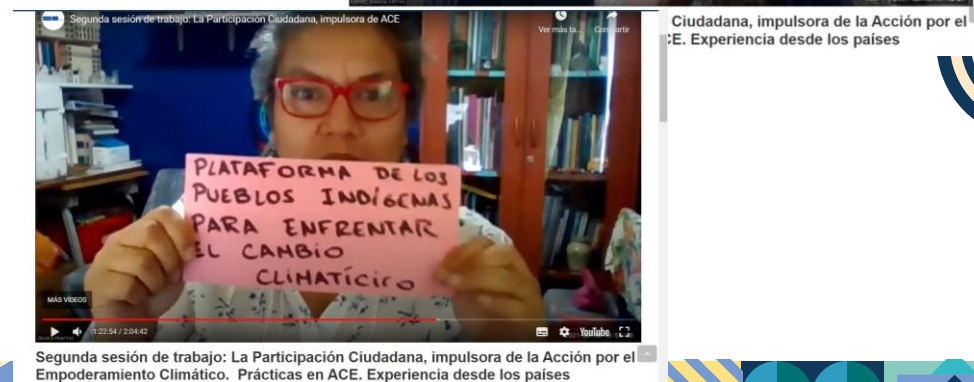 Ciudadana, impulsora de la Acción por el
CE. Experiencia desde los países
Segunda sesión de trabajo: La Participación Ciudadana, impulsora de ACE
Ver más ta...
Compartir
PLATAFORMA DE LOS
PUEBLOS INDÍGENAS
PARA ENFRENTAR
EL CAMBIO
CLIMATÍCICO
MÁS VÍDEOS
1:22:54 / 2:04:42
YouTube
Segunda sesión de trabajo: La Participación Ciudadana, impulsora de la Acción por el
Empoderamiento Climático. Prácticas en ACE. Experiencia desde los países